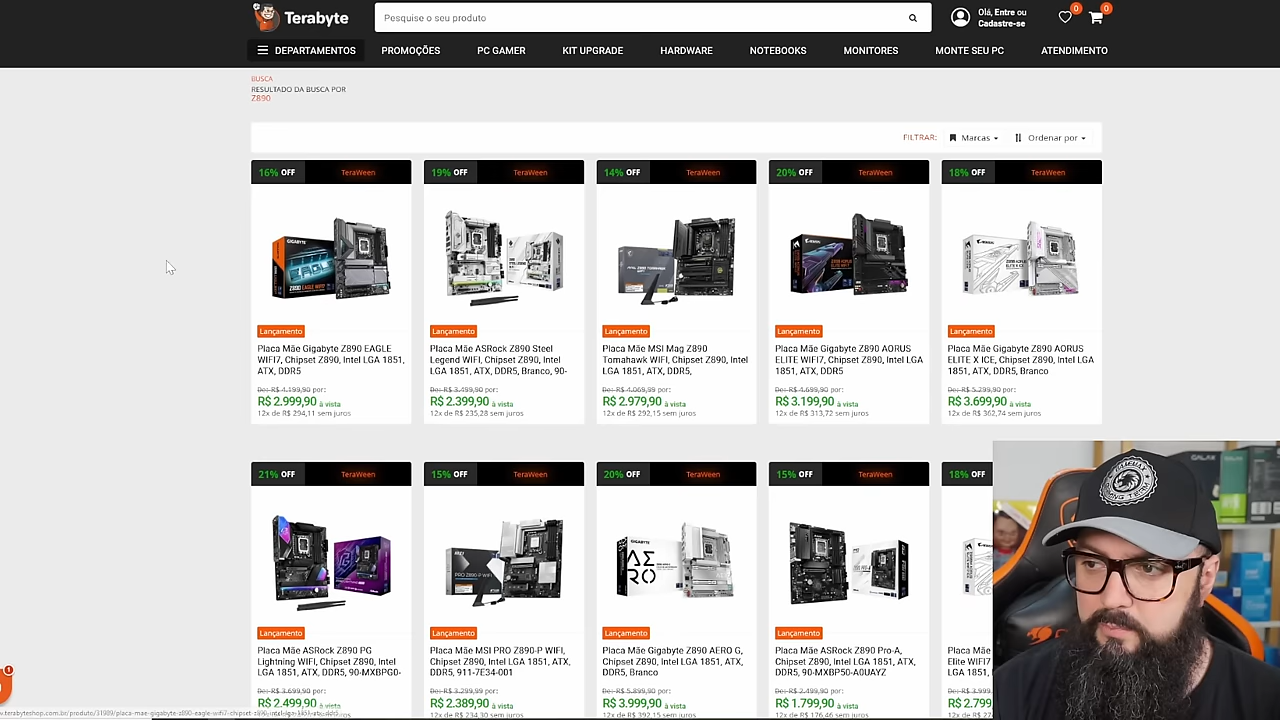 Terabyte
Pesquise o seu produto
Olá, Entre ou
Cadastre-se
0
0
DEPARTAMENTOS
PROMOÇÕES
PC GAMER
KIT UPGRADE
HARDWARE
NOTEBOOKS
MONITORES
MONTE SEU PC
ATENDIMENTO
BUSCA
RESULTADO DA BUSCA POR
Z890
FILTRAR:
Marcas
Ordenar por
16% OFF
TeraWeen
Lançamento
Placa Mãe Gigabyte Z890 EAGLE
WIFI7, Chipset Z890, Intel LGA 1851,
ATX, DDR5
De: R$ 4.199,90 por:
R$ 2.999,90 à vista
12x de R$ 294,11 sem juros
19% OFF
TeraWeen
Lançamento
Placa Mãe ASRock Z890 Steel
Legend WIFI, Chipset Z890, Intel
LGA 1851, ATX, DDR5, Branco, 90-
De: R$ 3.499,90 por:
R$ 2.399,90 à vista
12x de R$ 235,28 sem juros
14% OFF
TeraWeen
Lançamento
Placa Mãe MSI Mag Z890
Tomahawk WIFI, Chipset Z890, Intel
LGA 1851, ATX, DDR5,
De: R$ 4.069,99 por:
R$ 2.979,90 à vista
12x de R$ 292,15 sem juros
20% OFF
TeraWeen
Lançamento
Placa Mãe Gigabyte Z890 AORUS
ELITE WIFI7, Chipset Z890, Intel LGA
1851, ATX, DDR5
De: R$ 4.699,90 por:
R$ 3.199,90 à vista
12x de R$ 313,72 sem juros
18% OFF
TeraWeen
Lançamento
Placa Mãe Gigabyte Z890 AORUS
ELITE X ICE, Chipset Z890, Intel LGA
1851, ATX, DDR5, Branco
De: R$ 5.299,90 por:
R$ 3.699,90 à vista
12x de R$ 362,74 sem juros
21% OFF
TeraWeen
Lançamento
Placa Mãe ASRock Z890 PG
Lightning WIFI, Chipset Z890, Intel
LGA 1851, ATX, DDR5, 90-MXBPG0-
De: R$ 3.699,90 por:
R$ 2.499,90 à vista
15% OFF
TeraWeen
Lançamento
Placa Mãe MSI PRO Z890-P WIFI,
Chipset Z890, Intel LGA 1851, ATX,
DDR5, 911-7E34-001
De: R$ 3.299,99 por:
R$ 2.389,90 à vista
12x de R$ 234,30 sem juros
20% OFF
TeraWeen
GIGABYTE
AERO
Lançamento
Placa Mãe Gigabyte Z890 AERO G,
Chipset Z890, Intel LGA 1851, ATX,
DDR5, Branco
De: R$ 5.899,90 por:
R$ 3.999,90 à vista
12x de R$ 392,15 sem juros
15% OFF
TeraWeen
Lançamento
Placa Mãe ASRock Z890 Pro-A,
Chipset Z890, Intel LGA 1851, ATX,
DDR5, 90-MXBP50-A0UAYZ
De: R$ 2.499,90 por:
R$ 1.799,90 à vista
12x de R$ 176,46 sem juros
18% OFF
Lançamento
Placa Mãe
Elite WIFI7
1851, ATX,
De: R$ 3.999
R$ 2.799